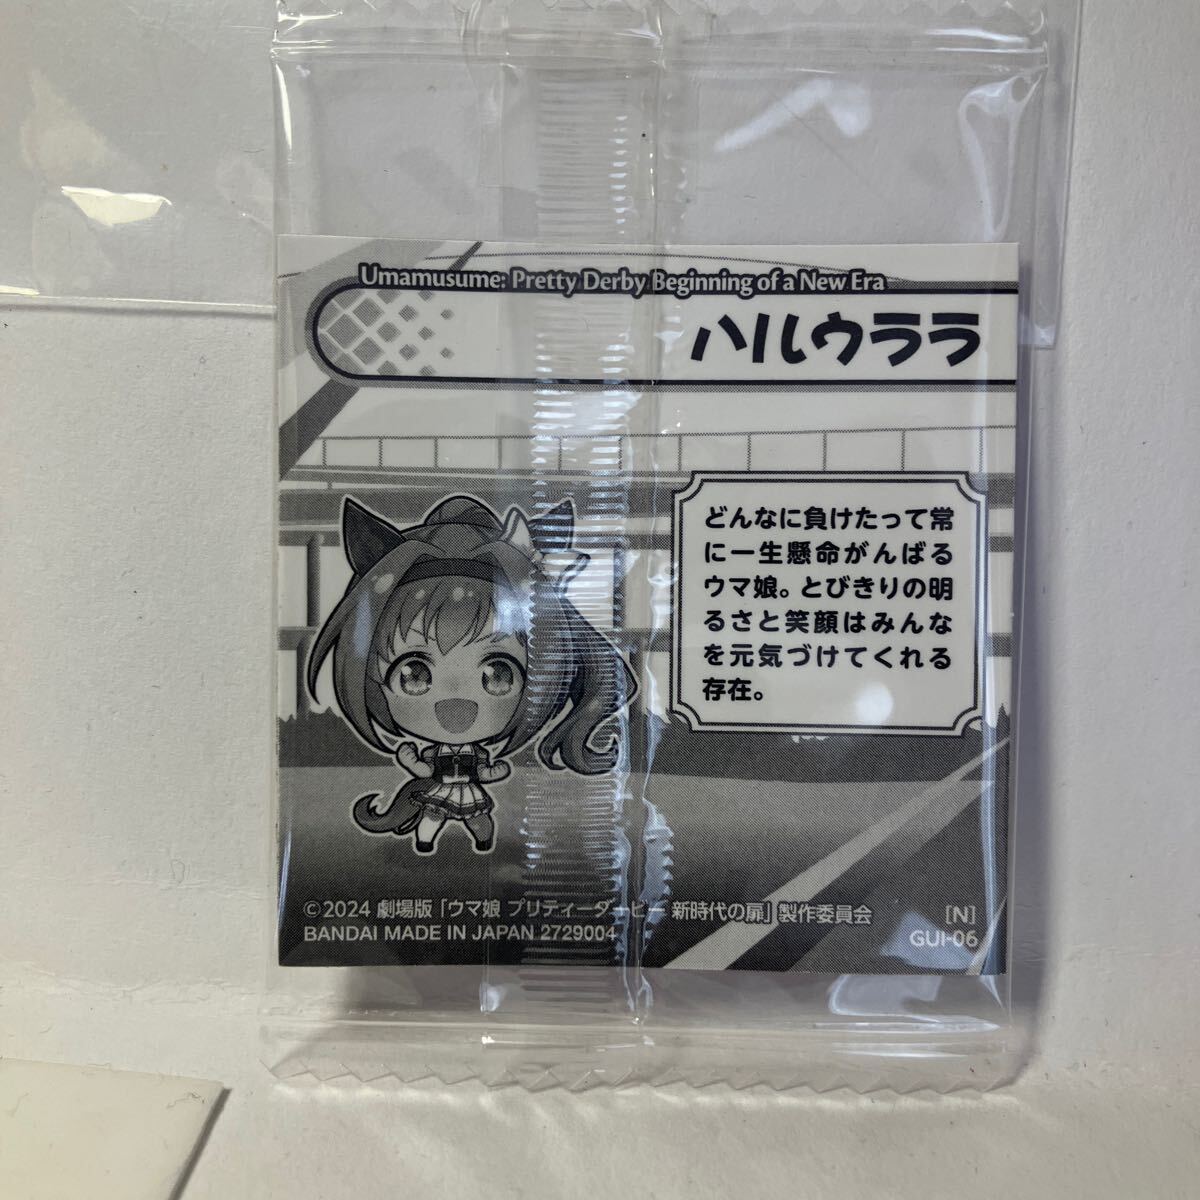 Umamusume: Pretty Derby Beginning of a New Era
ハルウララ
どんなに負けたって常
に一生懸命がんばる
ウマ娘。とびきりの明
るさと笑顔はみんな
を元気づけてくれる
存在。
©2024 劇場版「ウマ娘 プリティーダービー 新時代の扉」製作委員会
BANDAI MADE IN JAPAN 2729004
[N]
GUI-06